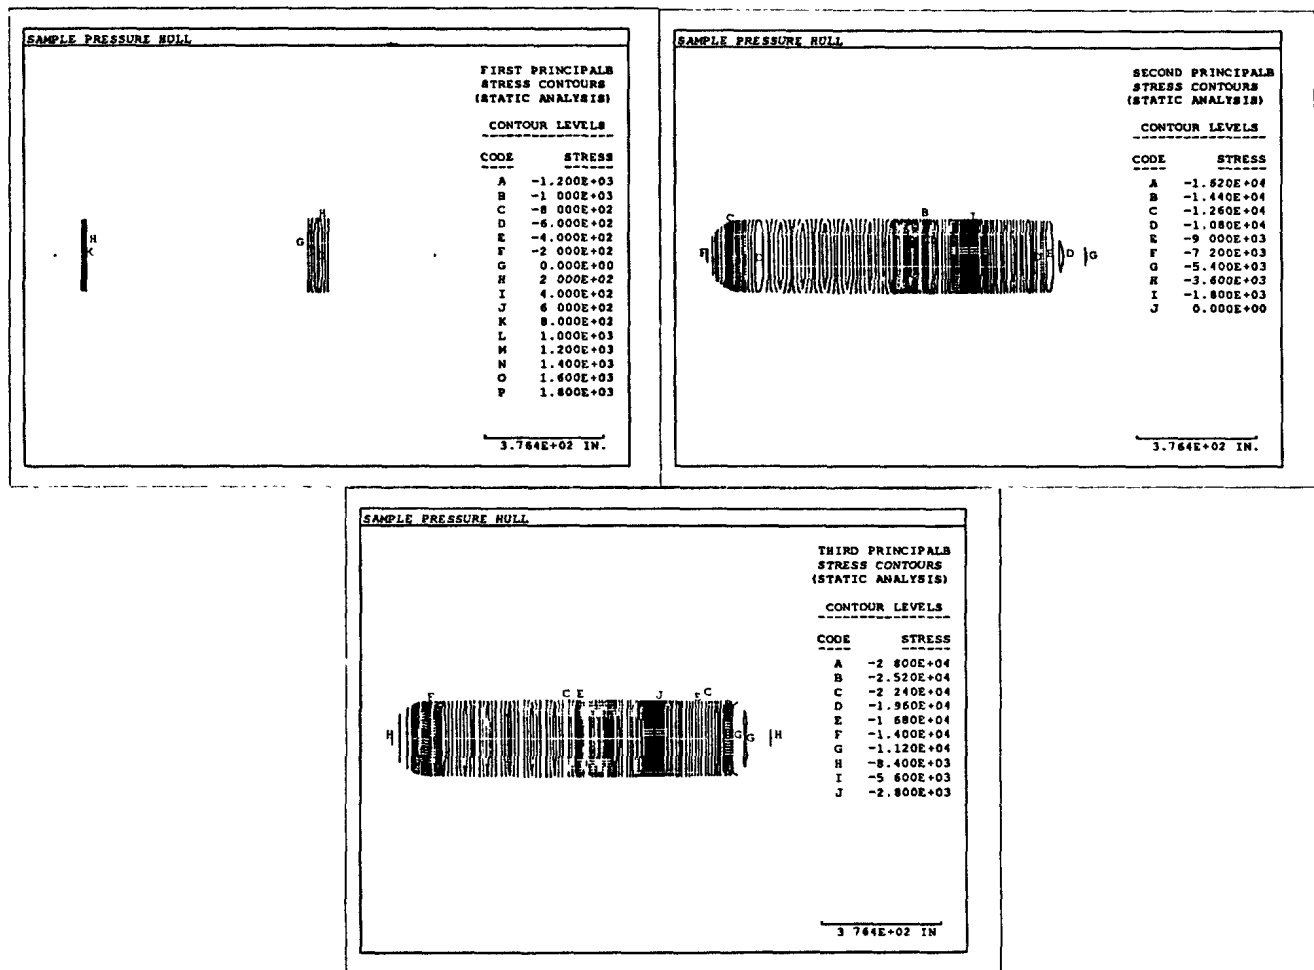 SAMPLE PRESSURE HULL
FIRST PRINCIPALB
STRESS CONTOURS
(STATIC ANALYSIS)
CONTOUR LEVELS
CODE STRESS
A -1.200E+03
B -1 000E+03
C -8 000E+02
D -6.000E+02
E -4.000E+02
F -2 000E+02
G 0.000E+00
H 2 000E+02
I 4.000E+02
J 6 000E+02
K 8.000E+02
L 1.000E+03
M 1.200E+03
N 1.400E+03
O 1.600E+03
P 1.800E+03
H
G
H
K
3.764E+02 IN.
SAMPLE PRESSURE HULL
SECOND PRINCIPALB
STRESS CONTOURS
(STATIC ANALYSIS)
CONTOUR LEVELS
CODE STRESS
A -1.620E+04
B -1.440E+04
C -1.260E+04
D -1.080E+04
E -9 000E+03
F -7 200E+03
G -5.400E+03
H -3.600E+03
I -1.800E+03
J 0.000E+00
C B I
F D E D G
3.764E+02 IN.
SAMPLE PRESSURE HULL
THIRD PRINCIPALB
STRESS CONTOURS
(STATIC ANALYSIS)
CONTOUR LEVELS
CODE STRESS
A -2 800E+04
B -2.520E+04
C -2 240E+04
D -1.960E+04
E -1 680E+04
F -1.400E+04
G -1.120E+04
H -8.400E+03
I -5 600E+03
J -2.800E+03
F C E J C
H G G H
3 764E+02 IN